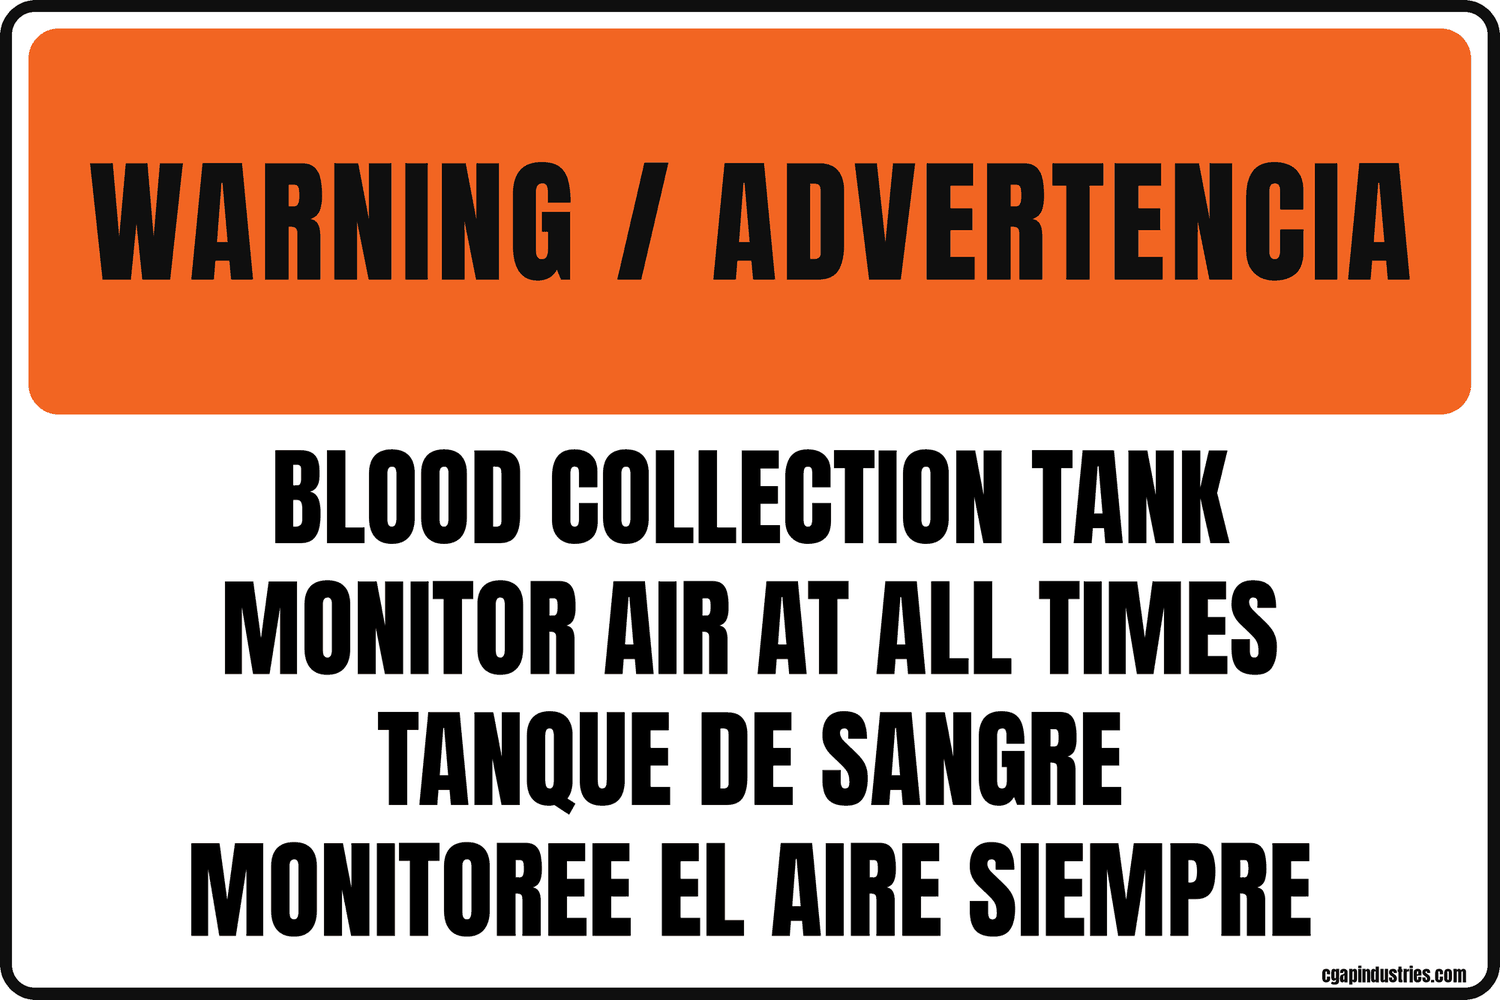 WARNING / ADVERTENCIA
BLOOD COLLECTION TANK
MONITOR AIR AT ALL TIMES
TANQUE DE SANGRE
MONITOREE EL AIRE SIEMPRE
cgapindustries.com